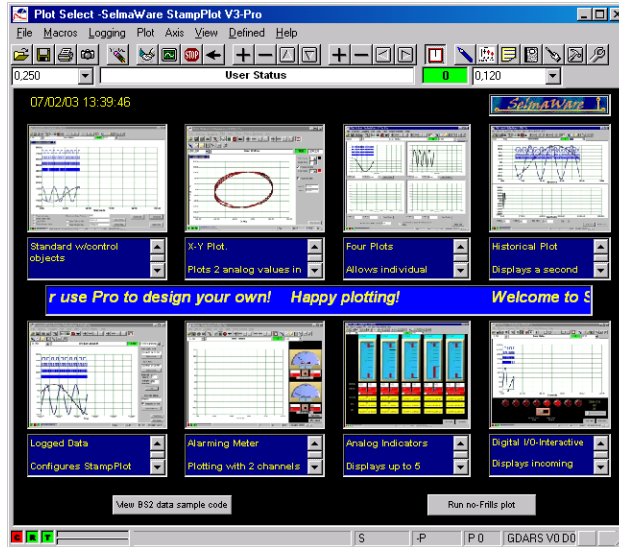 Plot Select -SelmaWare StampPlot V3-Pro
File Macros Logging Plot Axis View Defined Help
STOP
0,250 User Status 0 0,120
07/02/03 13:39:46
SelmaWare
Standard w/control
objects
X-Y Plot.
Plots 2 analog values in
Four Plots
Allows individual
Historical Plot
Displays a second
r use Pro to design your own! Happy plotting! Welcome to S
Logged Data
Configures StampPlot
Alarming Meter
Plotting with 2 channels
Analog Indicators
Displays up to 5
Digital I/O-Interactive
Displays incoming
View BS2 data sample code
Run no-Frills plot
C R T S -P P 0 GDARS V0 D0